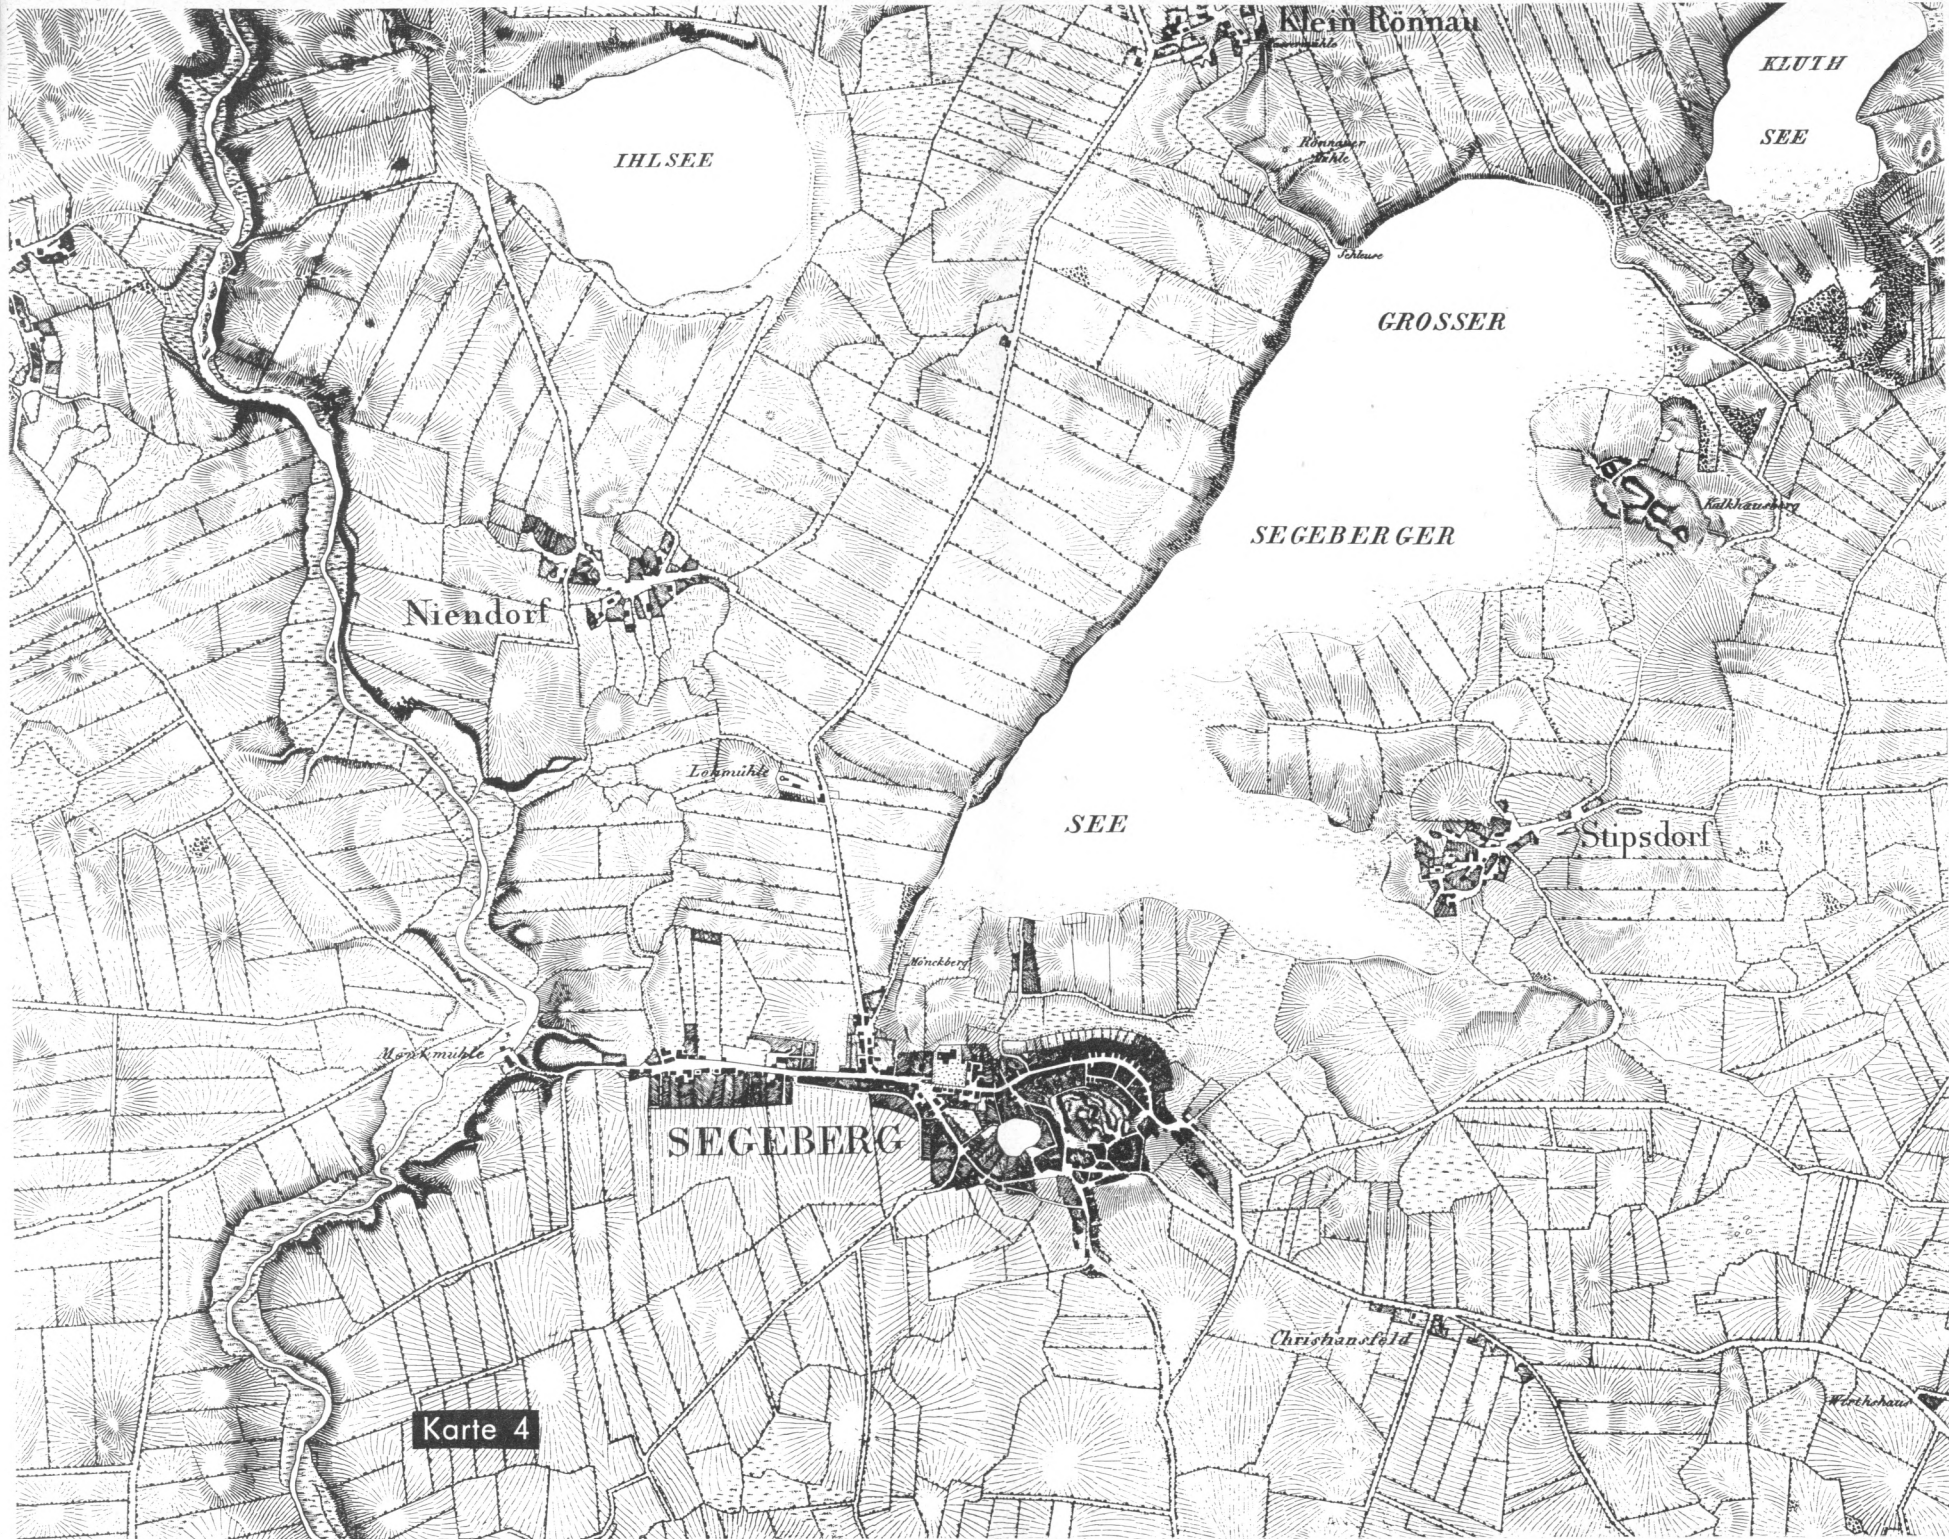 Klein Rönnau
KLUTH
SEE
IHLSEE
Rönnauer
Mühle
Schleuse
GROSSER
Kalkhausberg
SEGEBERGER
Niendorf
Lohmühle
SEE
Stipsdorf
Mönckberg
Mönkmühle
SEGEBERG
Christiansfeld
Wirthshaus
Karte 4